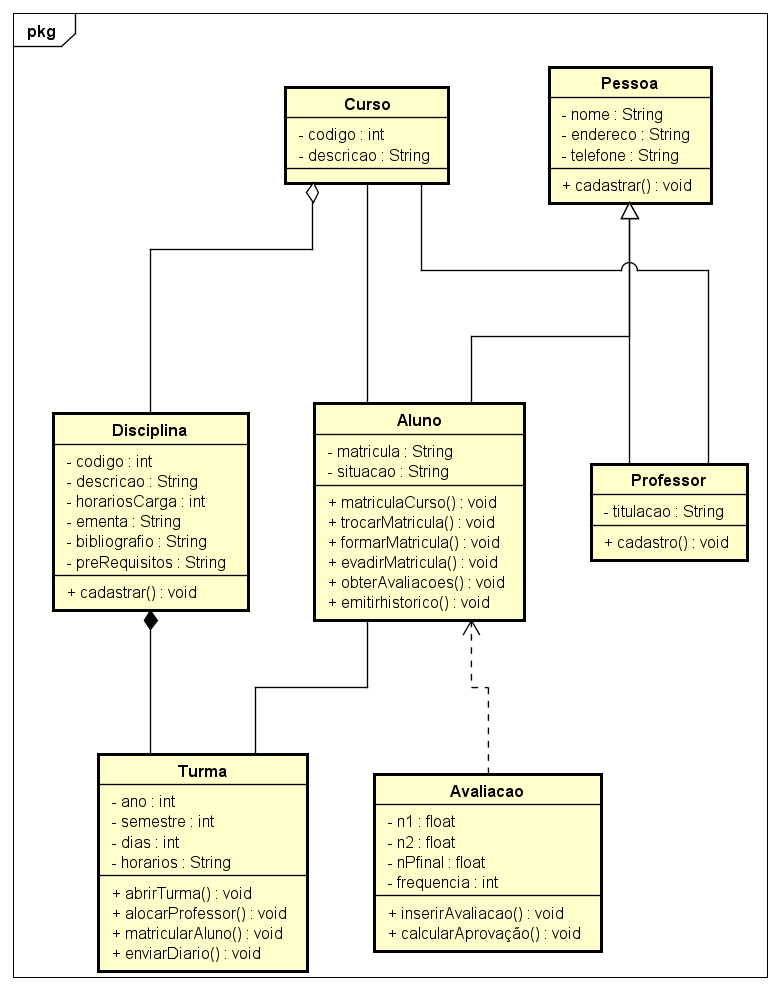 pkg
Pessoa
- nome : String
- endereco : String
- telefone : String
+ cadastrar() : void
Curso
- codigo : int
- descricao : String
Disciplina
- codigo : int
- descricao : String
- horariosCarga : int
- ementa : String
- bibliografio : String
- preRequisitos : String
+ cadastrar() : void
Aluno
- matricula : String
- situacao : String
+ matriculaCurso() : void
+ trocarMatricula() : void
+ formarMatricula() : void
+ evadirMatricula() : void
+ obterAvaliacoes() : void
+ emitirhistorico() : void
Professor
- titulacao : String
+ cadastro() : void
Turma
- ano : int
- semestre : int
- dias : int
- horarios : String
+ abrirTurma() : void
+ alocarProfessor() : void
+ matricularAluno() : void
+ enviarDiario() : void
Avaliacao
- n1 : float
- n2 : float
- nPfinal : float
- frequencia : int
+ inserirAvaliacao() : void
+ calcularAprovação() : void